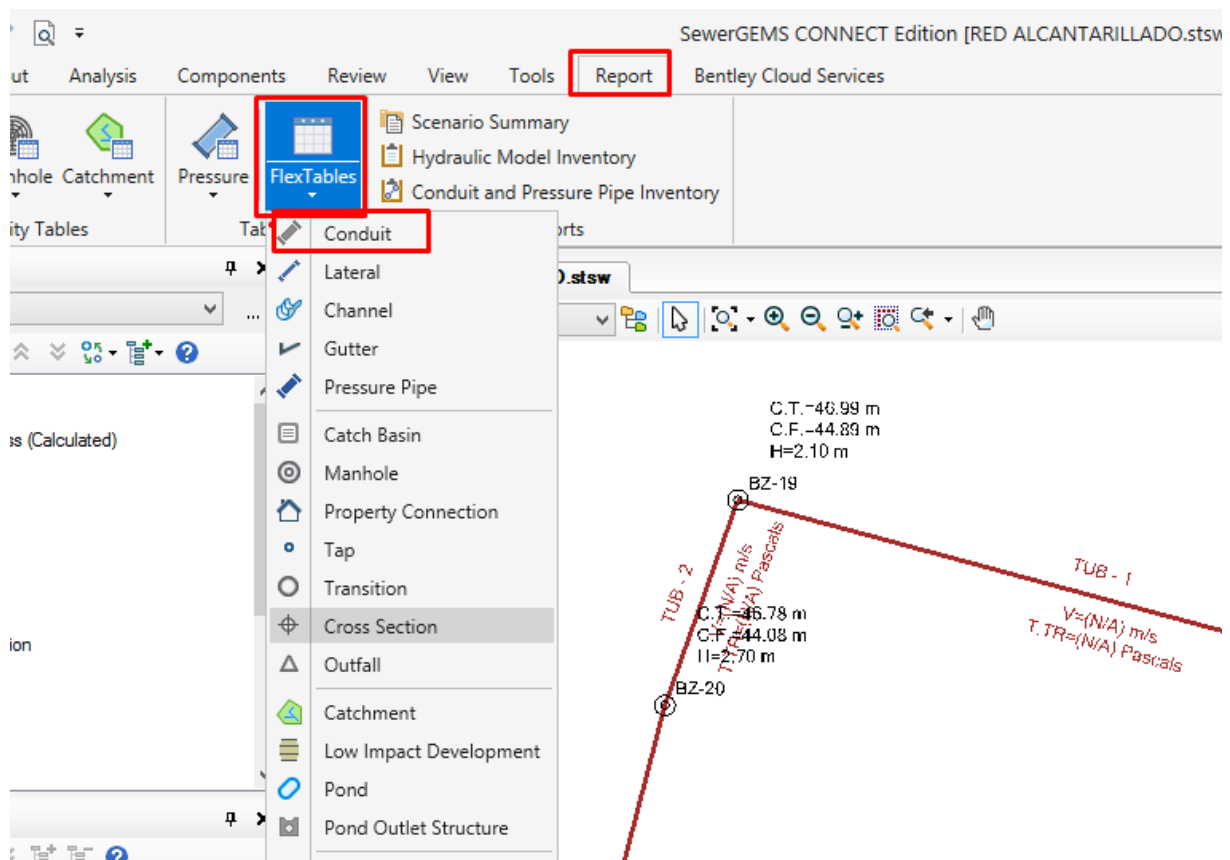 SewerGEMS CONNECT Edition [RED ALCANTARILLADO.stsw
ut Analysis Components Review View Tools Report Bentley Cloud Services
Scenario Summary
Hydraulic Model Inventory
Conduit and Pressure Pipe Inventory
nhole Catchment Pressure FlexTables
ity Tables Tab orts
Conduit
Lateral
Channel
Gutter
Pressure Pipe
Catch Basin
Manhole
Property Connection
Tap
Transition
Cross Section
Outfall
Catchment
Low Impact Development
Pond
Pond Outlet Structure
O.stsw
...
ss (Calculated)
ion
C.T.=46.99 m
C.F.=44.89 m
H=2.10 m
BZ-19
TUB - 1
V=(N/A) m/s
T.TR=(N/A) Pascals
TUB - 2
V=(N/A) m/s
T.TR=(N/A) Pascals
C.T.=46.78 m
C.F.=44.08 m
H=2.70 m
BZ-20